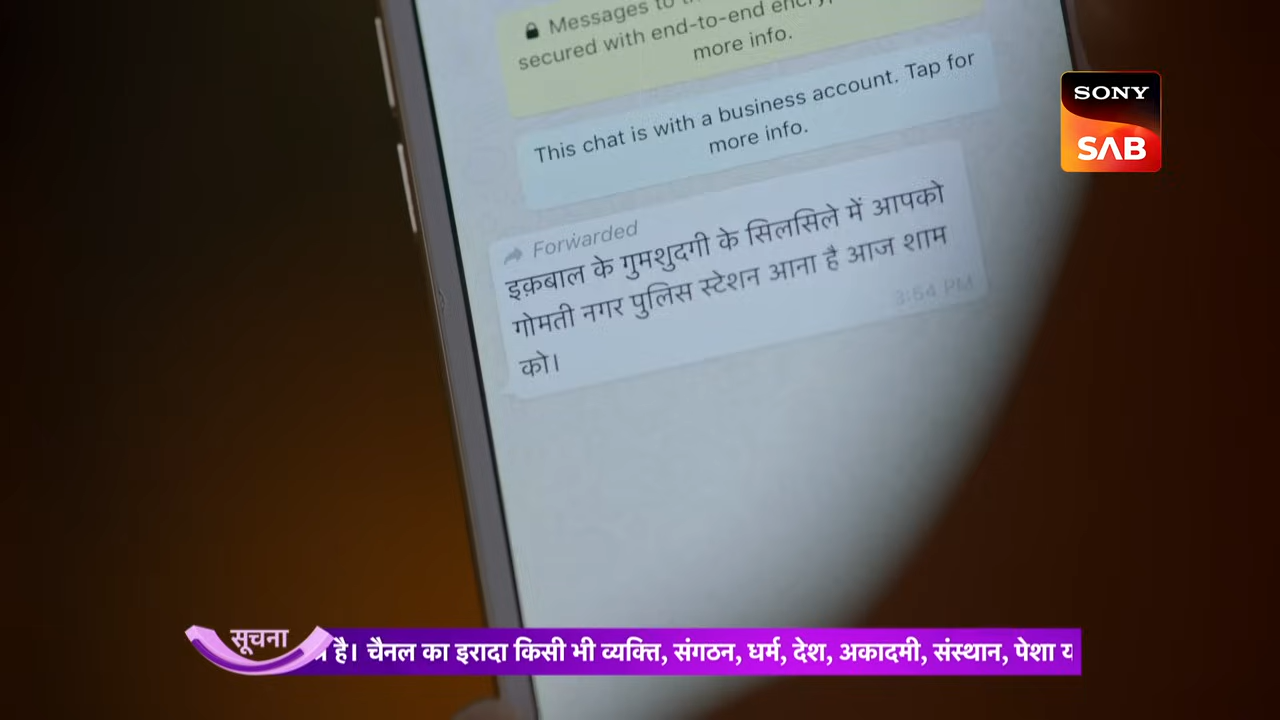 Messages to
secured with end-to-end
more info.
This chat is with a business account. Tap for
more info.
Forwarded
इक़बाल के गुमशुदगी के सिलसिले में आपको
गोमती नगर पुलिस स्टेशन आना है आज शाम
को।
3:54 PM
SONY
SAB
सूचना
है। चैनल का इरादा किसी भी व्यक्ति, संगठन, धर्म, देश, अकादमी, संस्थान, पेशा